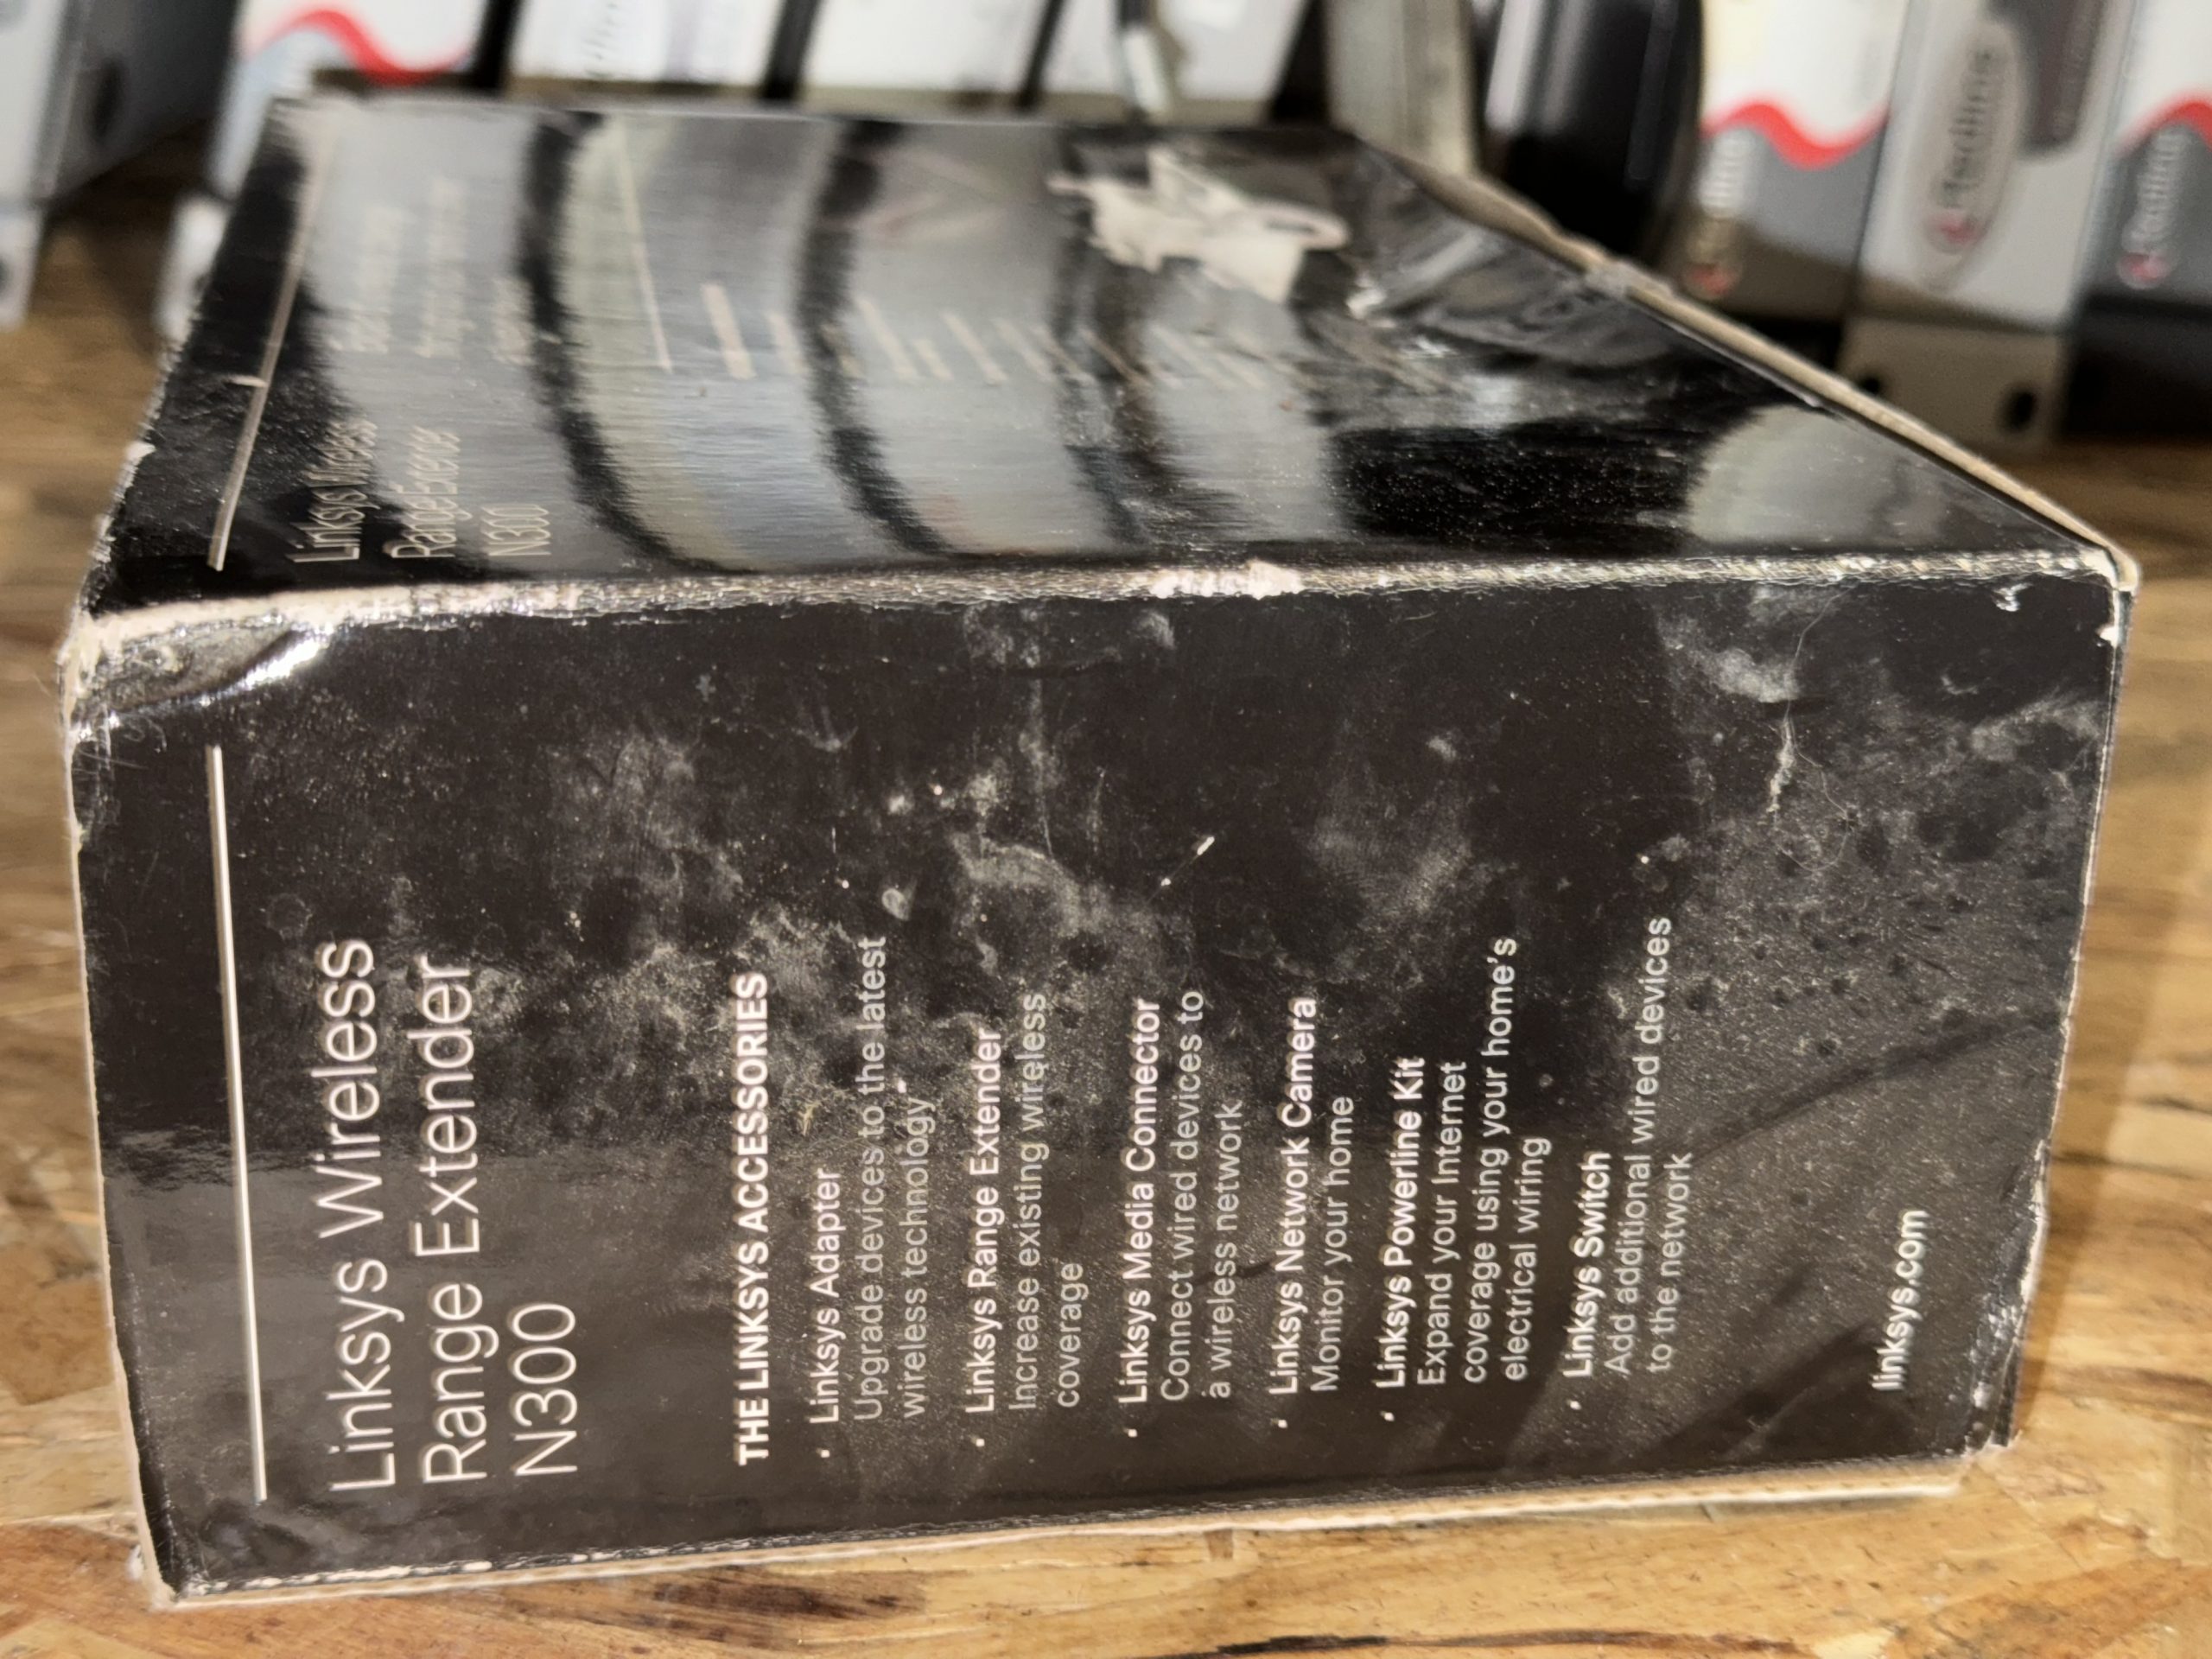 Linksys Wireless
Range Extender
N300
THE LINKSYS ACCESSORIES
· Linksys Adapter
Upgrade devices to the latest
wireless technology
· Linksys Range Extender
Increase existing wireless
coverage
· Linksys Media Connector
Connect wired devices to
a wireless network
· Linksys Network Camera
Monitor your home
· Linksys Powerline Kit
Expand your Internet
coverage using your home's
electrical wiring
· Linksys Switch
Add additional wired devices
to the network
linksys.com
Linksys Wireless
Range Extender
N300